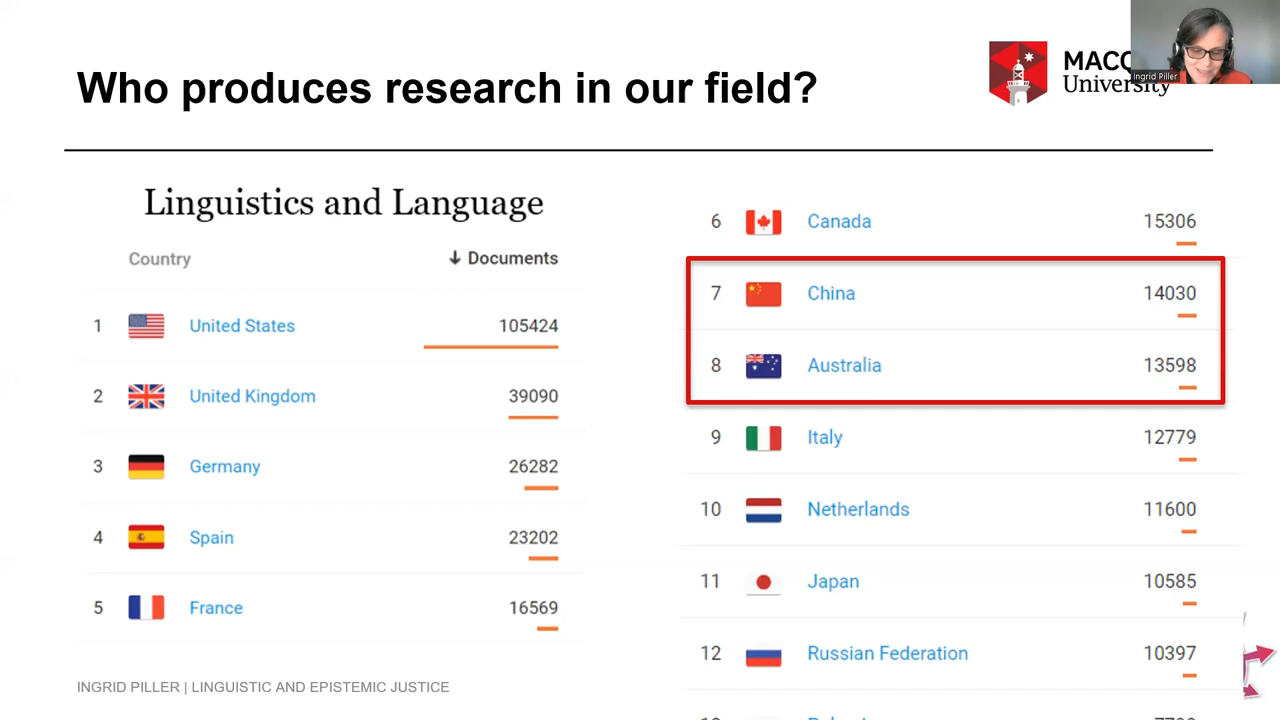 Who produces research in our field?
MACQ
University
Ingrid Piller
Linguistics and Language
Country ↓ Documents
1 United States 105424
2 United Kingdom 39090
3 Germany 26282
4 Spain 23202
5 France 16569
6 Canada 15306
7 China 14030
8 Australia 13598
9 Italy 12779
10 Netherlands 11600
11 Japan 10585
12 Russian Federation 10397
INGRID PILLER | LINGUISTIC AND EPISTEMIC JUSTICE